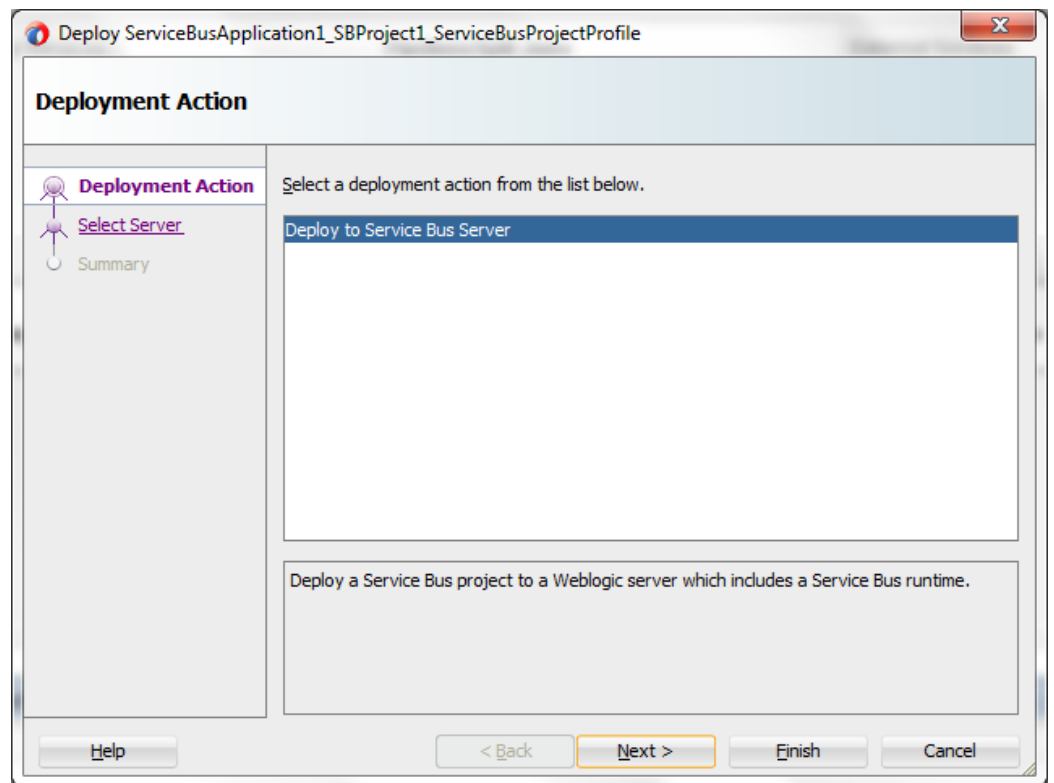 Deploy ServiceBusApplication1_SBProject1_ServiceBusProjectProfile
Deployment Action
Deployment Action
Select Server
Summary
Select a deployment action from the list below.
Deploy to Service Bus Server
Deploy a Service Bus project to a Weblogic server which includes a Service Bus runtime.
Help
< Back
Next >
Finish
Cancel